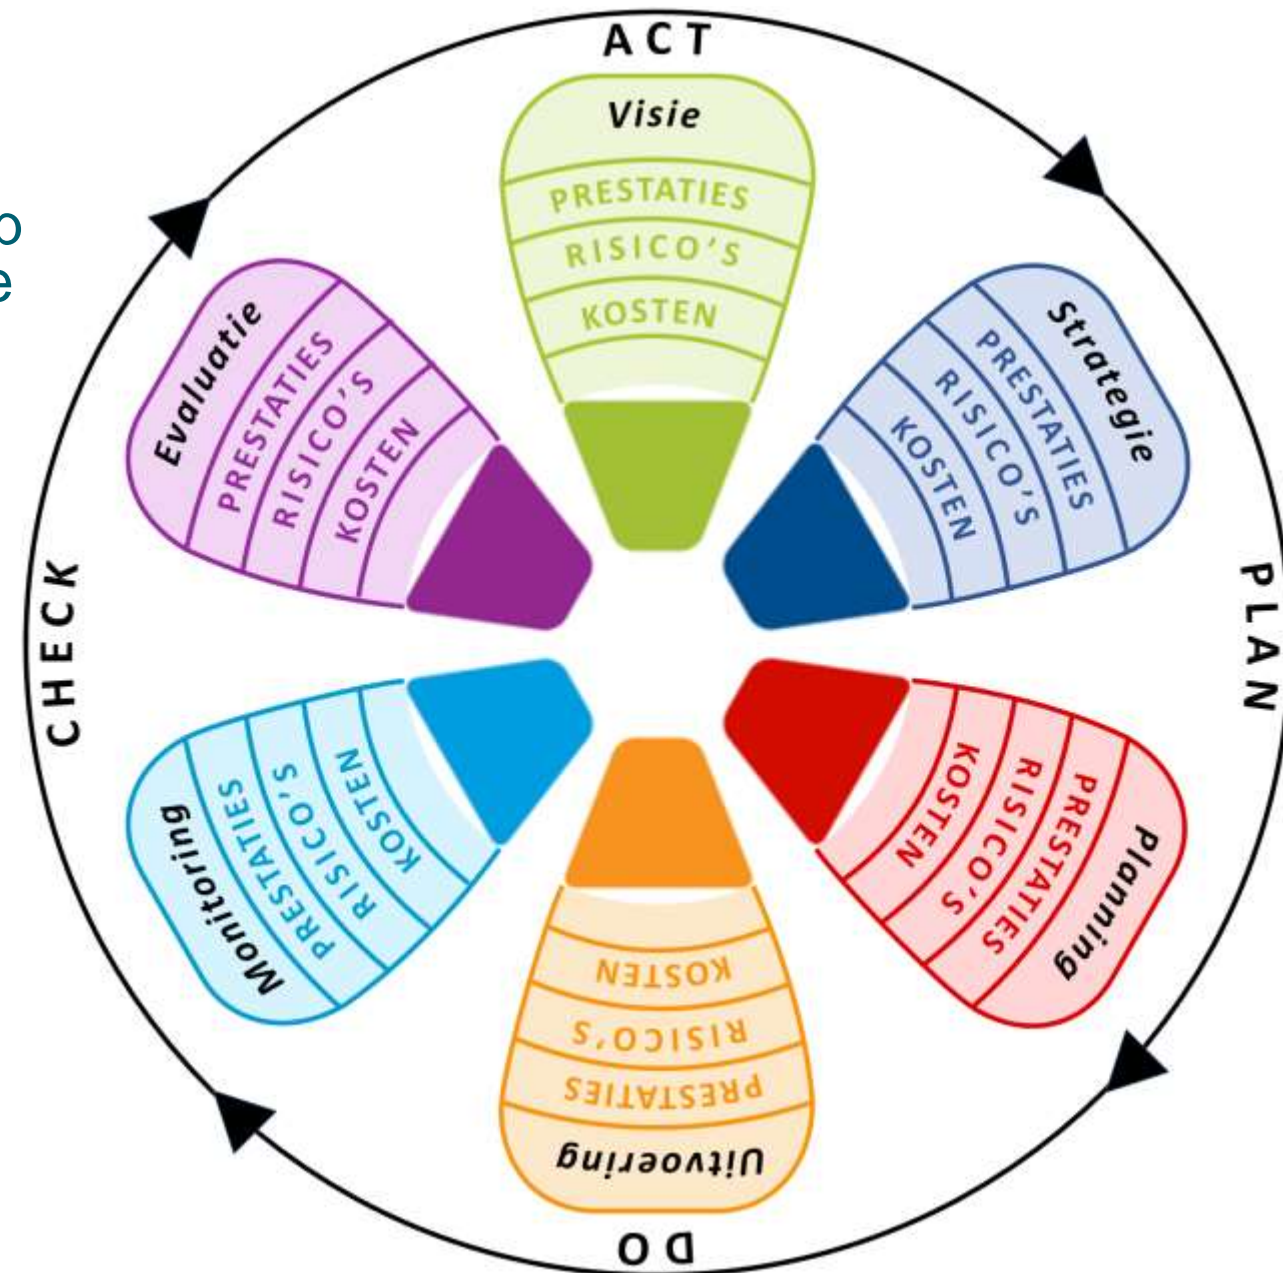 ACT
Visie
PRESTATIES
RISICO'S
KOSTEN
Strategie
PRESTATIES
RISICO'S
KOSTEN
PLAN
Planning
PRESTATIES
RISICO'S
KOSTEN
Uitvoering
PRESTATIES
RISICO'S
KOSTEN
DO
Monitoring
PRESTATIES
RISICO'S
KOSTEN
CHECK
Evaluatie
PRESTATIES
RISICO'S
KOSTEN